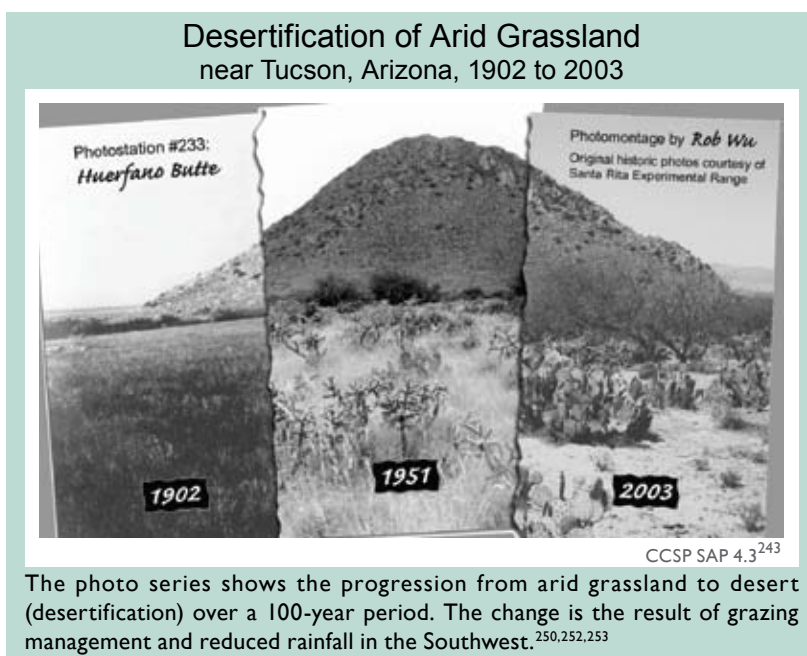 Desertification of Arid Grassland
near Tucson, Arizona, 1902 to 2003
Photostation #233:
Huerfano Butte
Photomontage by Rob Wu
Original historic photos courtesy of
Santa Rita Experimental Range
1902
1951
2003
CCSP SAP 4.3243
The photo series shows the progression from arid grassland to desert
(desertification) over a 100-year period. The change is the result of grazing
management and reduced rainfall in the Southwest.250,252,253